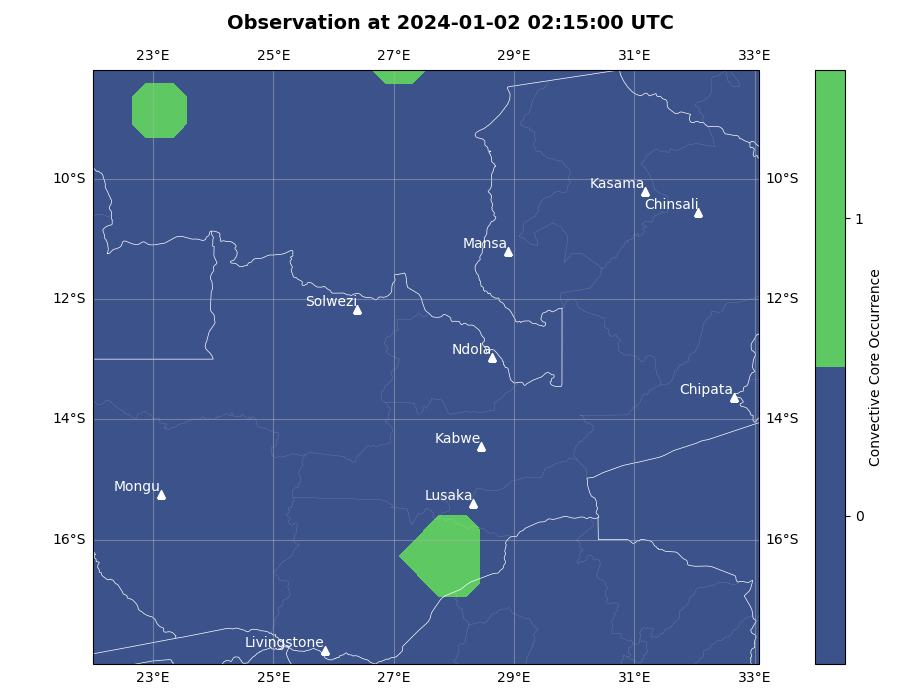 Observation at 2024-01-02 02:15:00 UTC
23°E 25°E 27°E 29°E 31°E 33°E
10°S 10°S
Kasama
Chinsali
1
Mansa
12°S 12°S
Solwezi
Ndola
Chipata
Convective Core Occurrence
14°S 14°S
Kabwe
Mongu
Lusaka
0
16°S 16°S
Livingstone
23°E 25°E 27°E 29°E 31°E 33°E